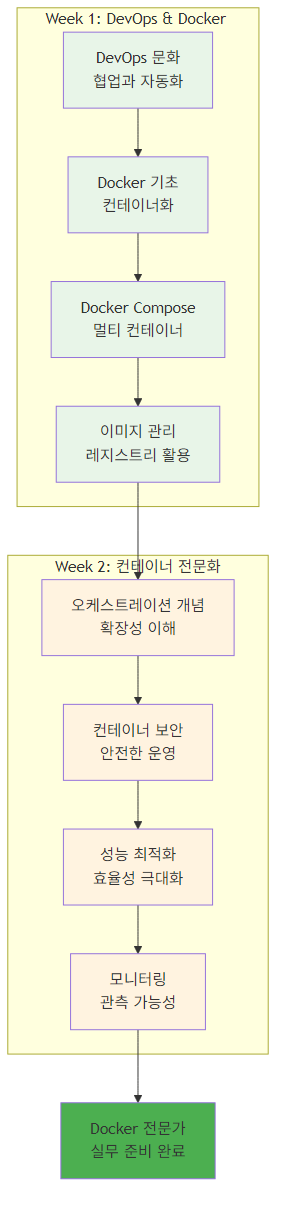 Week 1: DevOps & Docker
DevOps 문화
협업과 자동화
Docker 기초
컨테이너화
Docker Compose
멀티 컨테이너
이미지 관리
레지스트리 활용
Week 2: 컨테이너 전문화
오케스트레이션 개념
확장성 이해
컨테이너 보안
안전한 운영
성능 최적화
효율성 극대화
모니터링
관측 가능성
Docker 전문가
실무 준비 완료